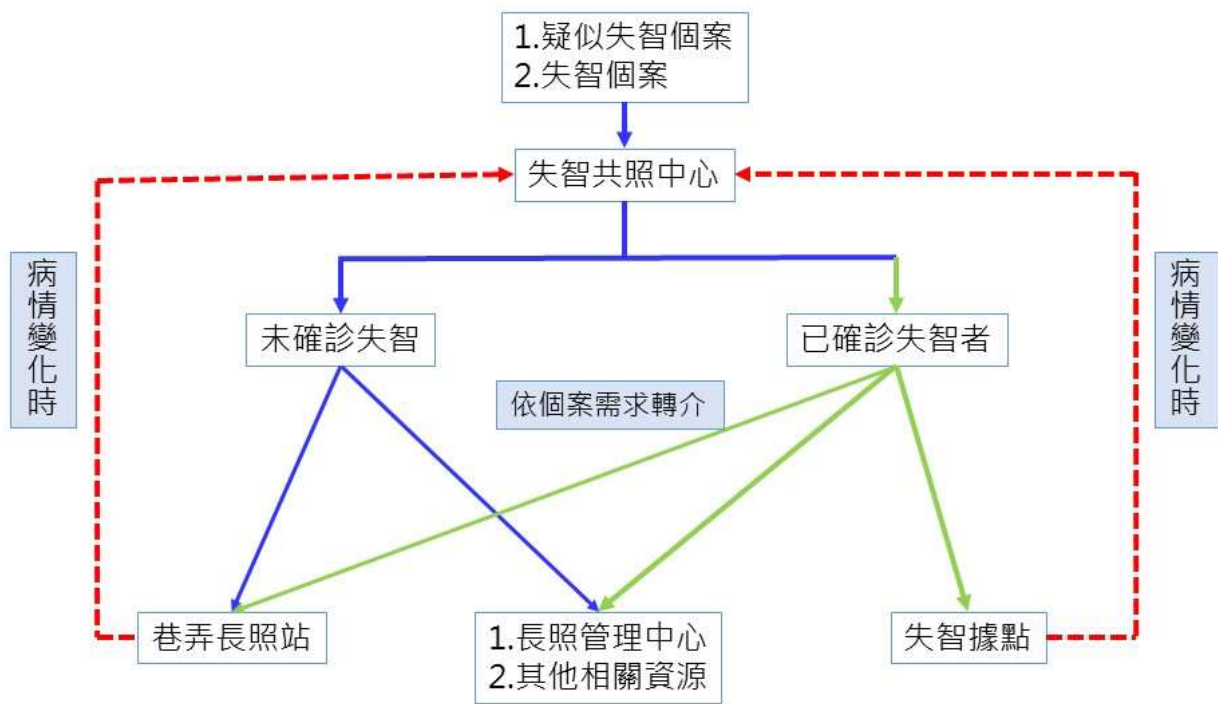 1.疑似失智個案
2.失智個案
失智共照中心
病情變化時
病情變化時
未確診失智
已確診失智者
依個案需求轉介
巷弄長照站
1.長照管理中心
2.其他相關資源
失智據點